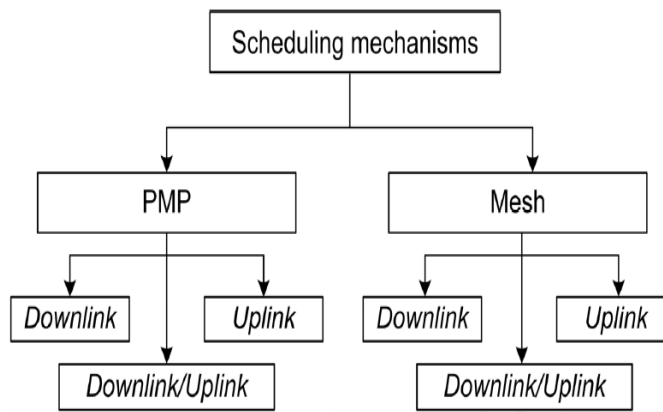 Scheduling mechanisms
PMP
Mesh
Downlink
Uplink
Downlink
Uplink
Downlink/Uplink
Downlink/Uplink